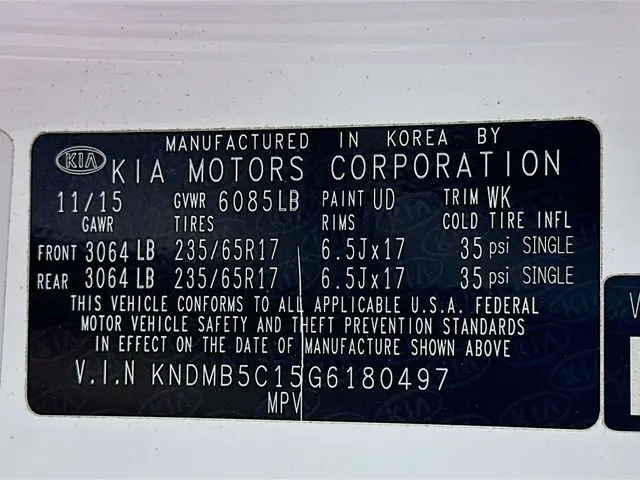 MANUFACTURED IN KOREA BY
KIA KIA MOTORS CORPORATION
11/15 GVWR 6085LB PAINT UD TRIM WK
GAWR TIRES RIMS COLD TIRE INFL
FRONT 3064 LB 235/65R17 6.5Jx17 35 psi SINGLE
REAR 3064 LB 235/65R17 6.5Jx17 35 psi SINGLE
THIS VEHICLE CONFORMS TO ALL APPLICABLE U.S.A. FEDERAL
MOTOR VEHICLE SAFETY AND THEFT PREVENTION STANDARDS
IN EFFECT ON THE DATE OF MANUFACTURE SHOWN ABOVE
V.I.N KNDMB5C15G6180497
MPV